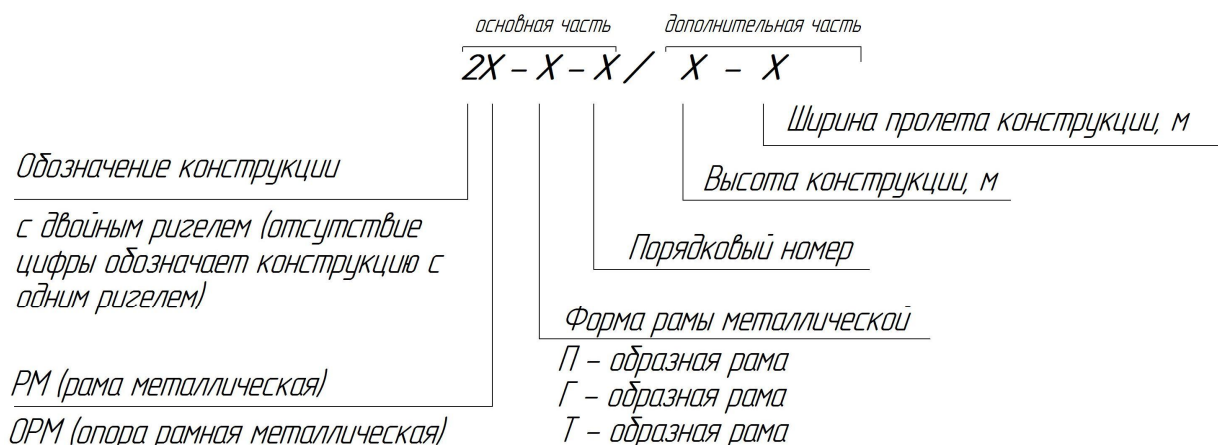 основная часть дополнительная часть
2Х – Х – Х / Х – Х
Ширина пролета конструкции, м
Обозначение конструкции
Высота конструкции, м
с двойным ригелем (отсутствие
цифры обозначает конструкцию с
одним ригелем)
Порядковый номер
Форма рамы металлической
П – образная рама
РМ (рама металлическая)
Г – образная рама
ОРМ (опора рамная металлическая)
Т – образная рама